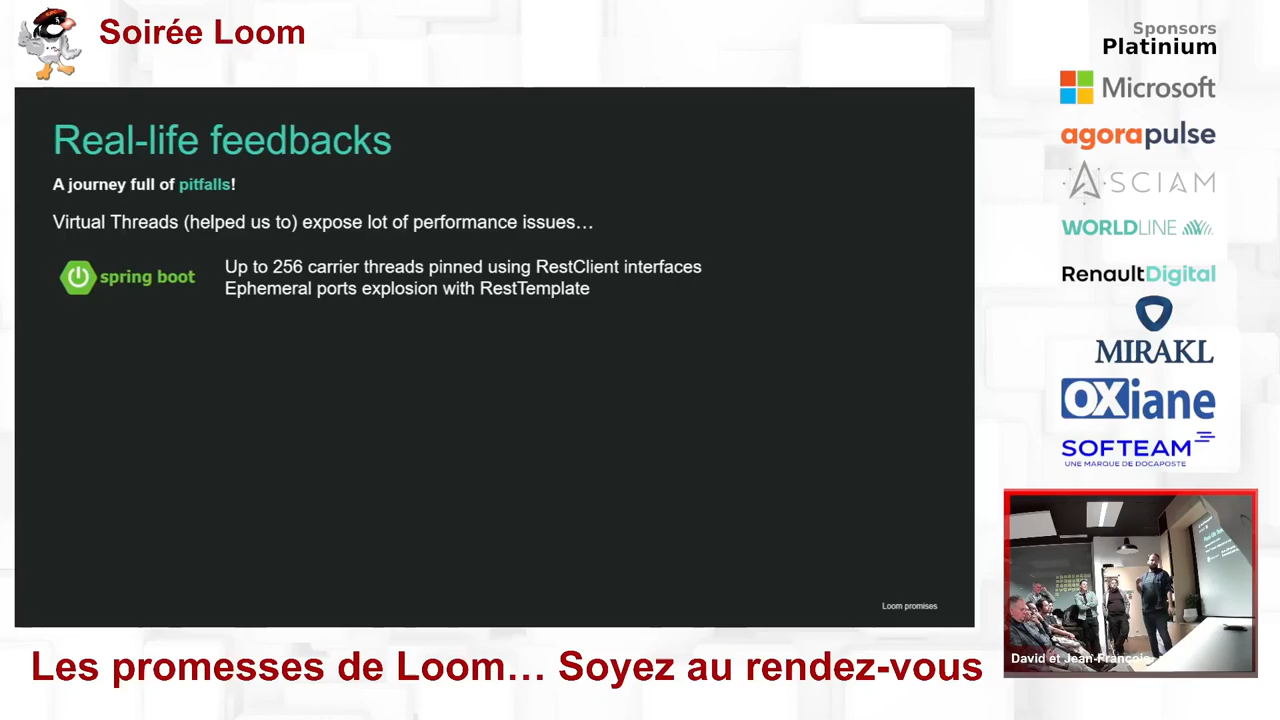 Soirée Loom
Real-life feedbacks
A journey full of pitfalls!
Virtual Threads (helped us to) expose lot of performance issues…
spring boot
Up to 256 carrier threads pinned using RestClient interfaces
Ephemeral ports explosion with RestTemplate
Loom promises
Sponsors
Platinium
Microsoft
agorapulse
ASCIAM
WORLDLINE
RenaultDigital
MIRAKL
OXiane
SOFTEAM
UNE MARQUE DE DOCAPOSTE
David et Jean-François
Les promesses de Loom… Soyez au rendez-vous